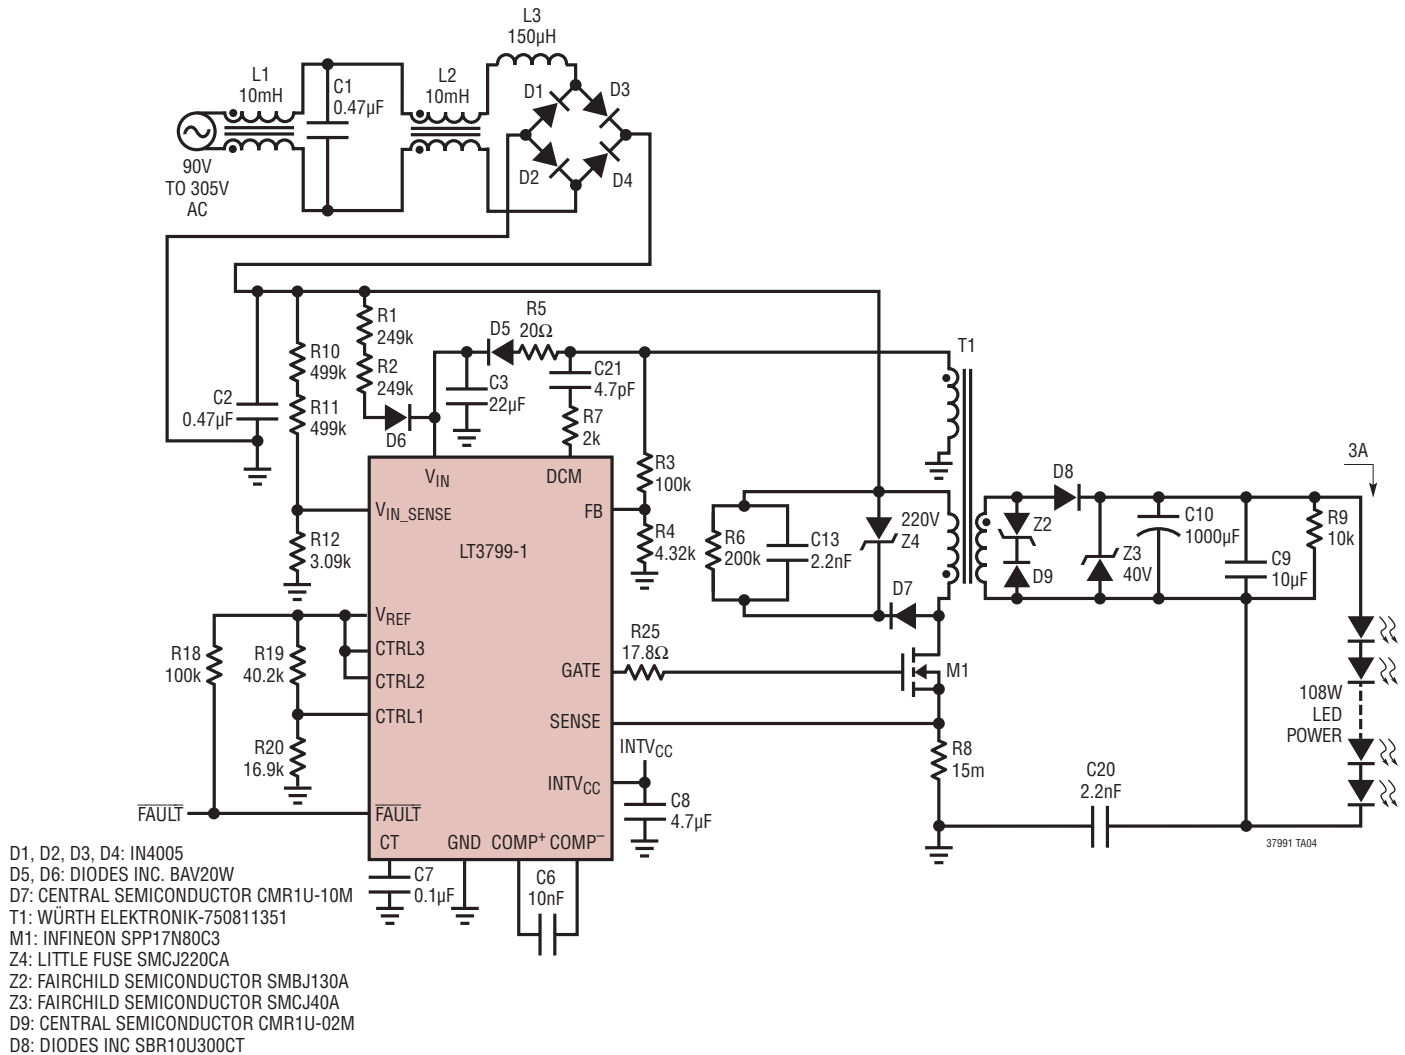 L3
150µH
L1
10mH
C1
0.47µF
L2
10mH
D1
D3
D2
D4
90V
TO 305V
AC
R1
249k
R2
249k
R10
499k
R11
499k
C2
0.47µF
D6
D5
R5
20Ω
C3
22µF
C21
4.7pF
R7
2k
T1
R3
100k
R4
4.32k
VIN
DCM
VIN_SENSE
FB
LT3799-1
R12
3.09k
VREF
CTRL3
CTRL2
CTRL1
R18
100k
R19
40.2k
R20
16.9k
FAULT
FAULT
CT
GND
COMP+
COMP–
GATE
SENSE
INTVCC
INTVCC
R25
17.8Ω
R6
200k
C13
2.2nF
220V
Z4
D7
M1
R8
15m
C8
4.7µF
C7
0.1µF
C6
10nF
D8
Z2
D9
Z3
40V
C10
1000µF
C9
10µF
R9
10k
3A
108W
LED
POWER
C20
2.2nF
37991 TA04
D1, D2, D3, D4: IN4005
D5, D6: DIODES INC. BAV20W
D7: CENTRAL SEMICONDUCTOR CMR1U-10M
T1: WÜRTH ELEKTRONIK-750811351
M1: INFINEON SPP17N80C3
Z4: LITTLE FUSE SMCJ220CA
Z2: FAIRCHILD SEMICONDUCTOR SMBJ130A
Z3: FAIRCHILD SEMICONDUCTOR SMCJ40A
D9: CENTRAL SEMICONDUCTOR CMR1U-02M
D8: DIODES INC SBR10U300CT